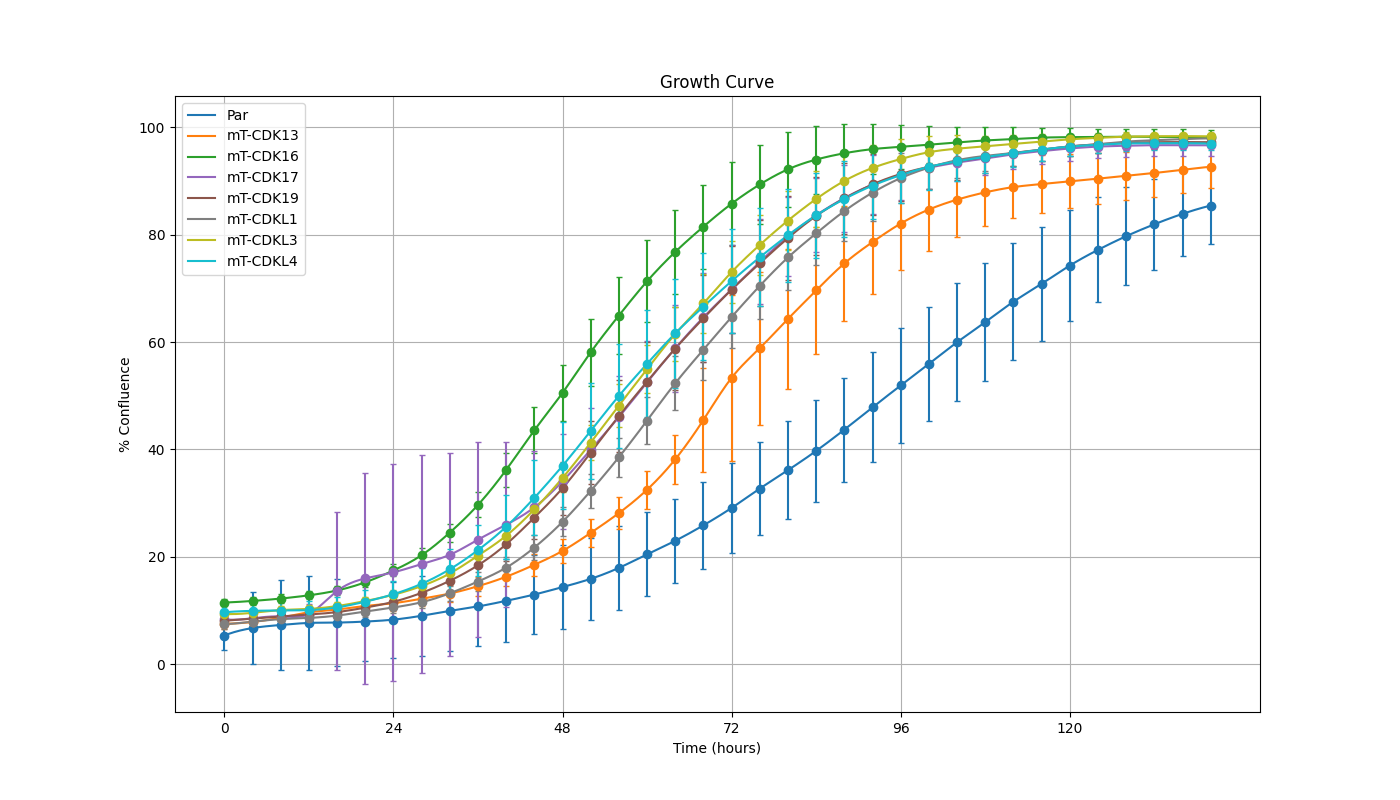 Growth Curve
Par
mT-CDK13
mT-CDK16
mT-CDK17
mT-CDK19
mT-CDKL1
mT-CDKL3
mT-CDKL4
% Confluence
100
80
60
40
20
0
0 24 48 72 96 120
Time (hours)